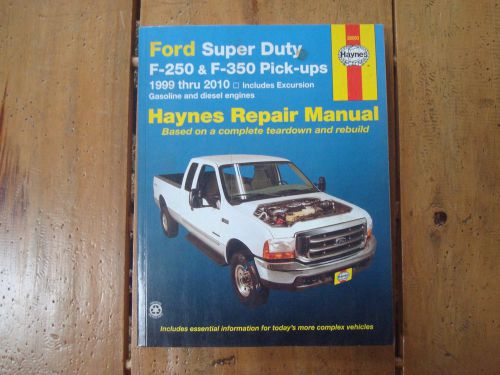 Ford Super Duty
F-250 & F-350 Pick-ups
1999 thru 2010 □ Includes Excursion
Gasoline and diesel engines
Haynes
Haynes Repair Manual
Based on a complete teardown and rebuild
Includes essential information for today's more complex vehicles